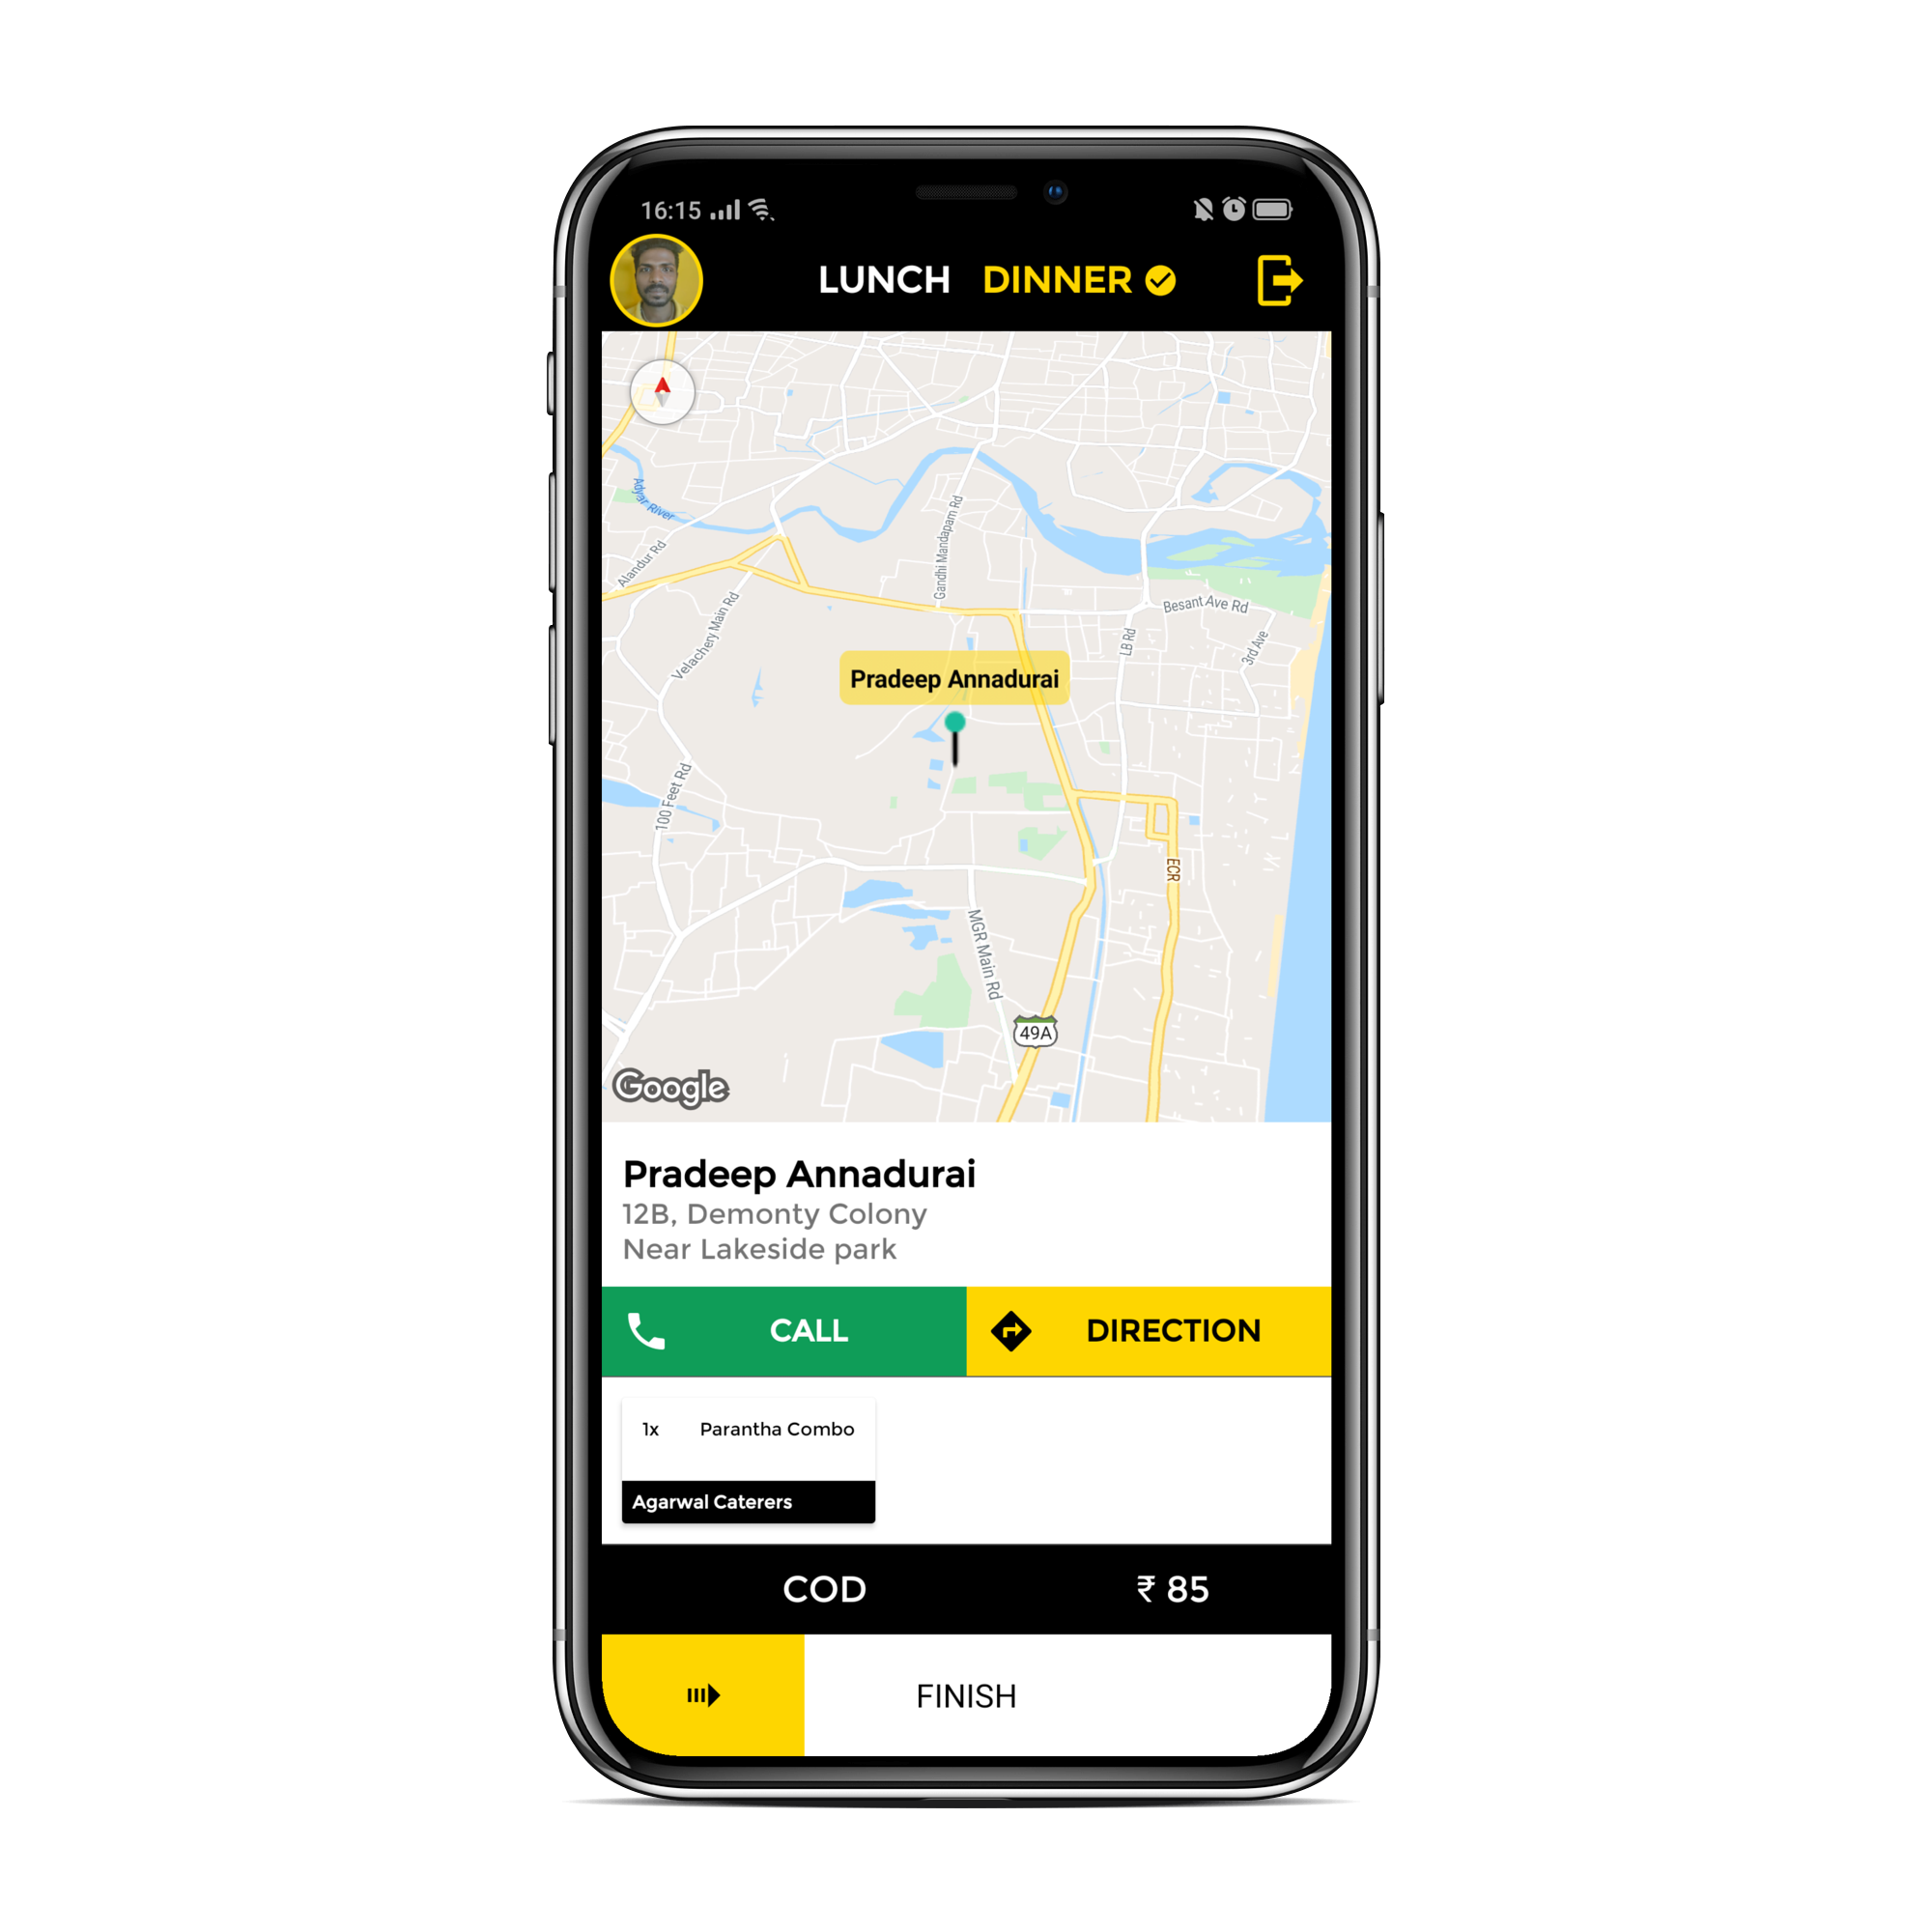 16:15
LUNCH DINNER
Adyar River
Alandur Rd
Velachery Main Rd
Gandhi Mandapam Rd
Besant Ave Rd
LB Rd
3rd Ave
Pradeep Annadurai
100 Feet Rd
ECR
MGR Main Rd
49A
Google
Pradeep Annadurai
12B, Demonty Colony
Near Lakeside park
CALL DIRECTION
1x Parantha Combo
Agarwal Caterers
COD ₹ 85
FINISH